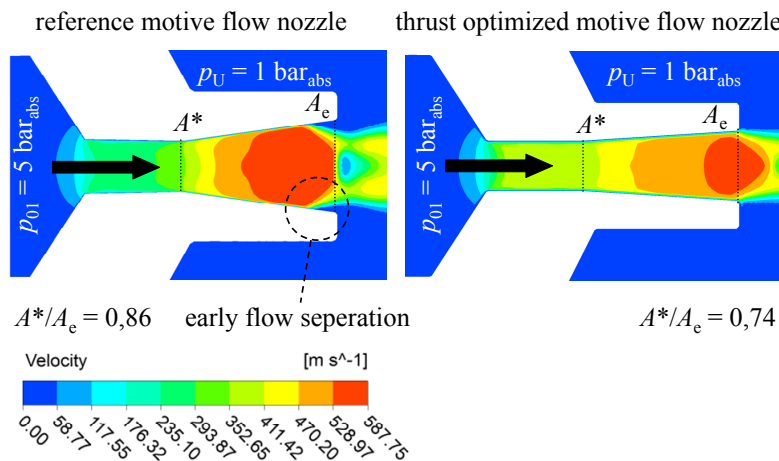 reference motive flow nozzle
thrust optimized motive flow nozzle
p_U = 1 bar_abs
p_U = 1 bar_abs
A*
A_e
A*
A_e
p_01 = 5 bar_abs
p_01 = 5 bar_abs
A*/A_e = 0,86
early flow seperation
A*/A_e = 0,74
Velocity
[m s^-1]
0.00
58.77
117.55
176.32
235.10
293.87
352.65
411.42
470.20
528.97
587.75